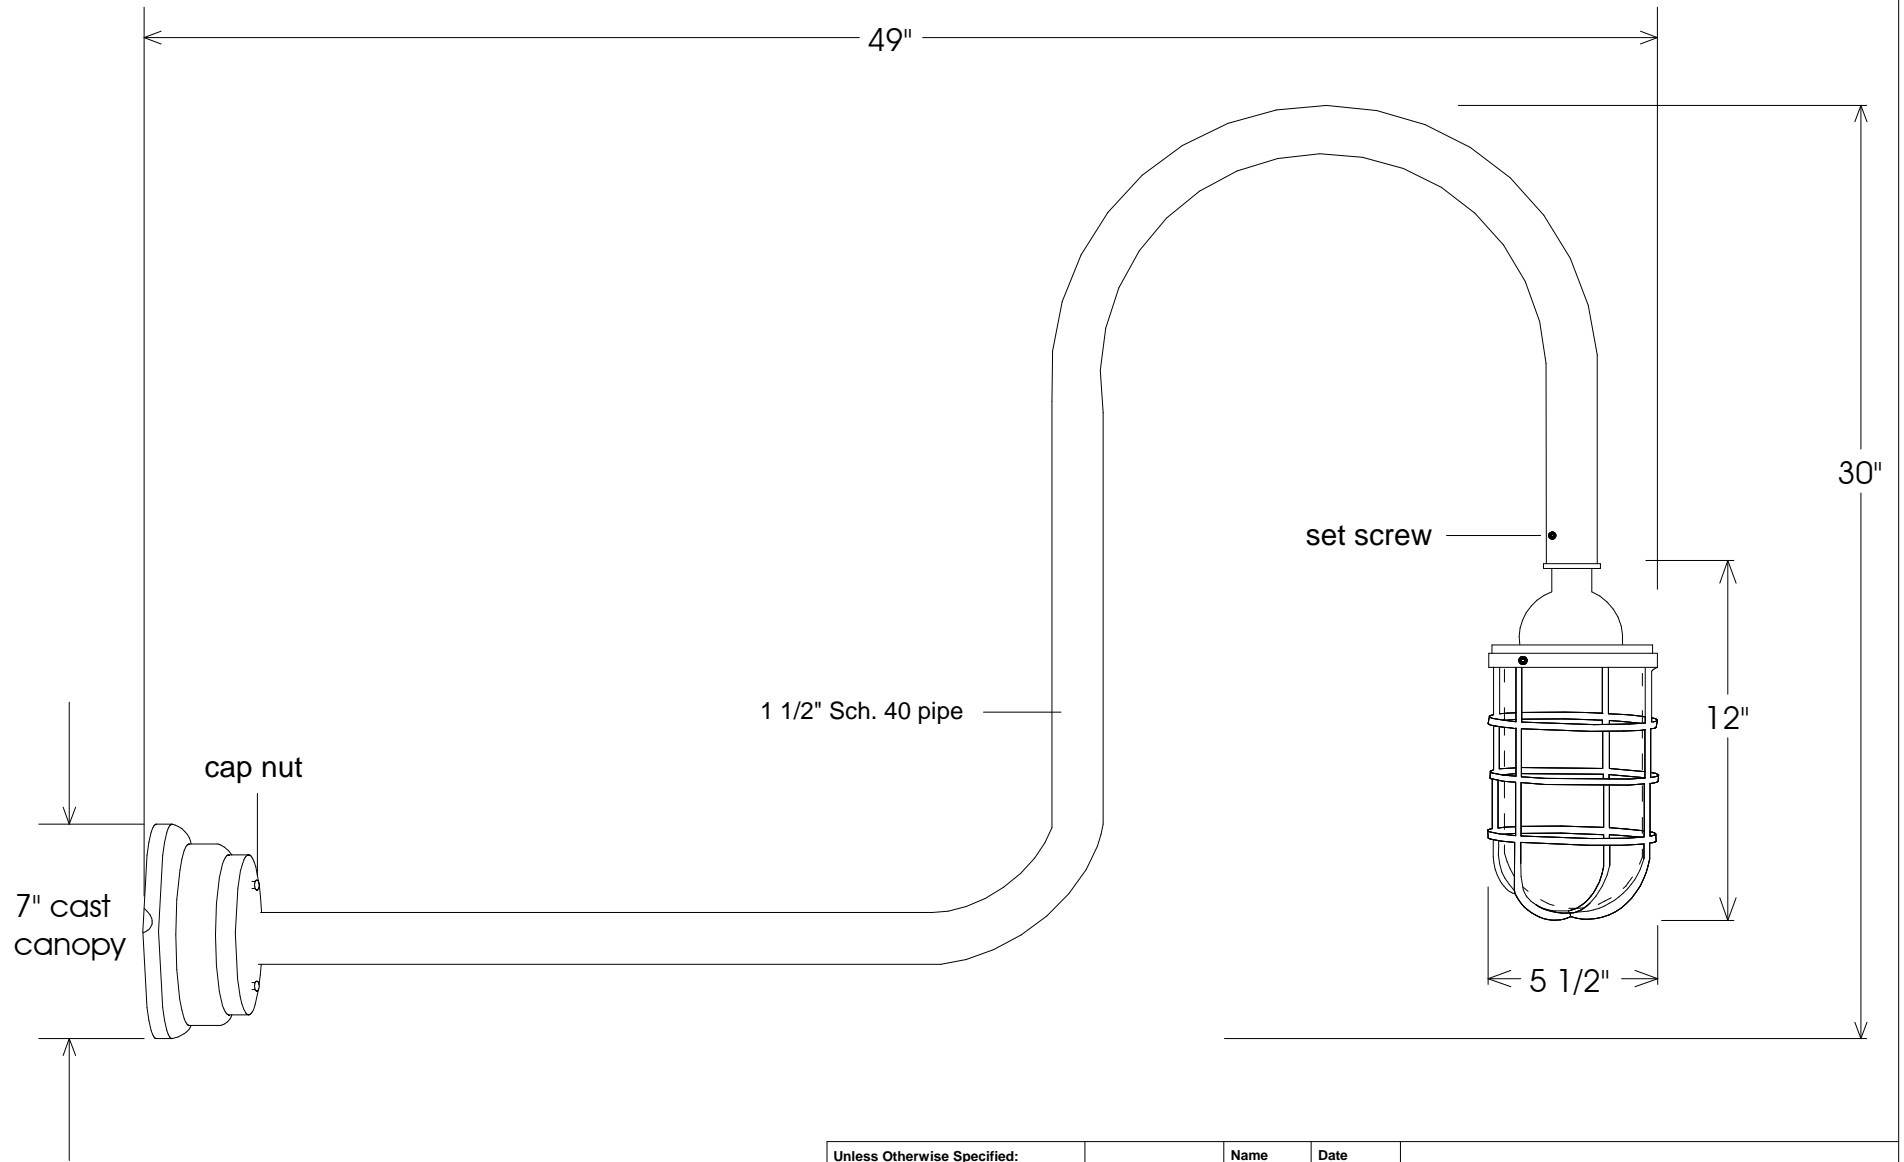 49"
30"
set screw
1 1/2" Sch. 40 pipe
12"
cap nut
7" cast
canopy
5 1/2"
Unless Otherwise Specified:
Name
Date